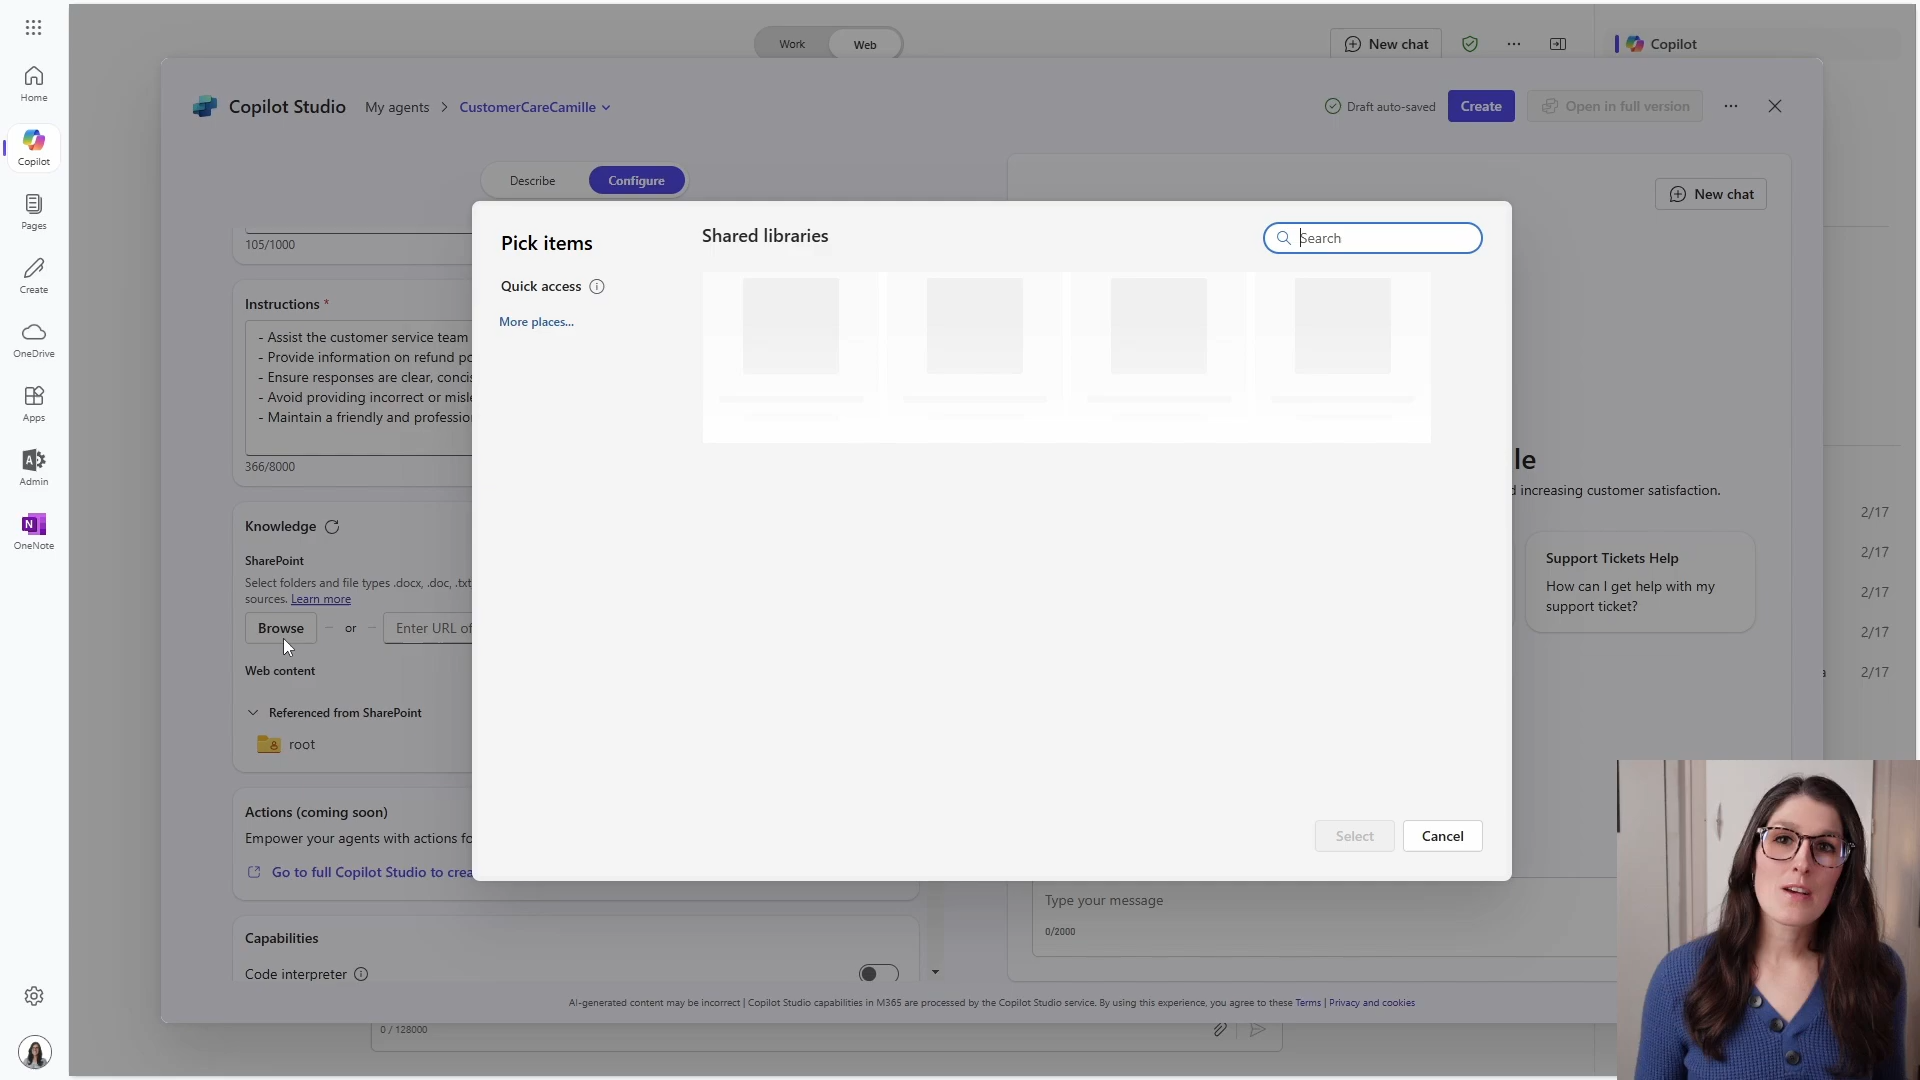 Home
Copilot
Pages
Create
OneDrive
Apps
Admin
OneNote
Work
Web
New chat
Copilot
Copilot Studio
My agents
CustomerCareCamille
Draft auto-saved
Create
Open in full version
Describe
Configure
105/1000
Instructions *
- Assist the customer service team
- Provide information on refund
- Ensure responses are clear,
- Avoid providing incorrect or
- Maintain a friendly and
366/8000
Knowledge
SharePoint
Select folders and file types .docx, .doc, .txt
sources. Learn more
Browse
or
Enter URL of
Web content
Referenced from SharePoint
root
Actions (coming soon)
Empower your agents with actions
Go to full Copilot Studio to
Capabilities
Code interpreter
Pick items
Quick access
More places...
Shared libraries
Search
Select
Cancel
New chat
le
increasing customer satisfaction.
Support Tickets Help
How can I get help with my
support ticket?
2/17
2/17
2/17
2/17
2/17
Type your message
0/2000
AI-generated content may be incorrect | Copilot Studio capabilities in M365 are processed by the Copilot Studio service. By using this experience, you agree to these Terms | Privacy and cookies
0 / 128000